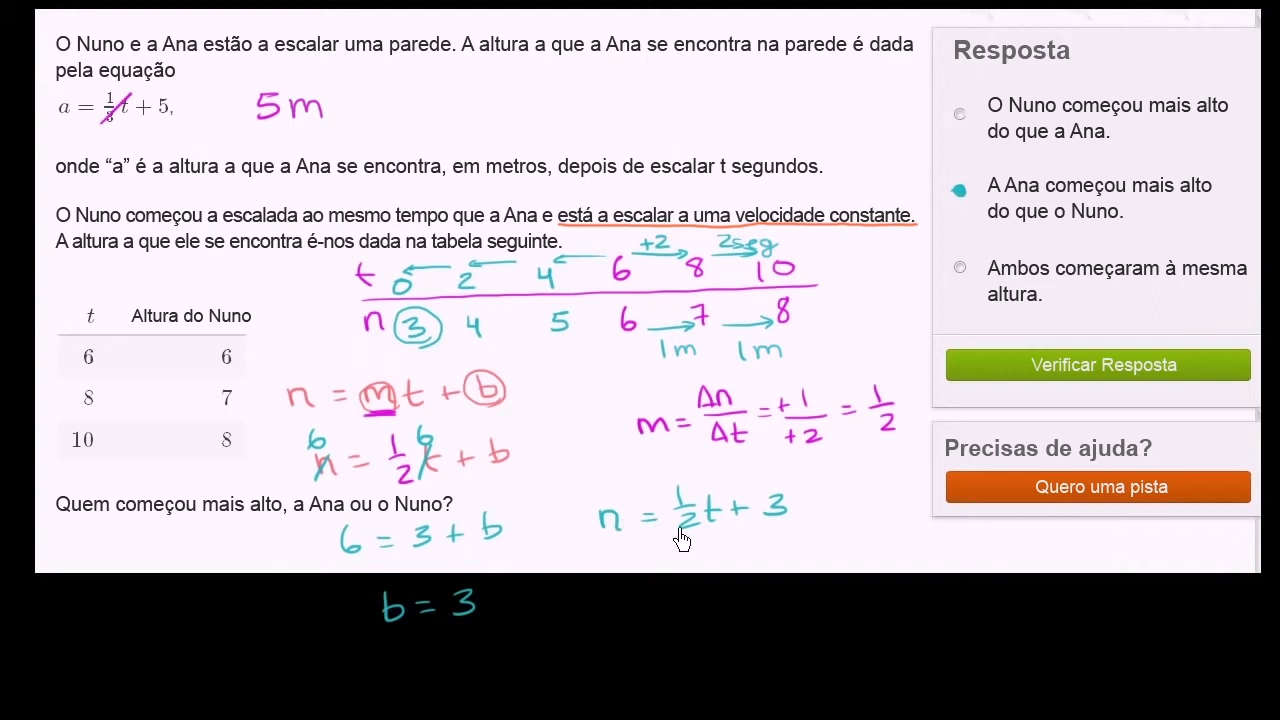 O Nuno e a Ana estão a escalar uma parede. A altura a que a Ana se encontra na parede é dada
pela equação
a = 1/3 t + 5,
5 m
onde “a” é a altura a que a Ana se encontra, em metros, depois de escalar t segundos.
O Nuno começou a escalada ao mesmo tempo que a Ana e está a escalar a uma velocidade constante.
A altura a que ele se encontra é-nos dada na tabela seguinte.
+2 2seg
t 0 2 4 6 8 10
n 3 4 5 6 7 8
1m 1m
t Altura do Nuno
6 6
8 7
10 8
n = mt + b
m = Δn/Δt = +1/+2 = 1/2
6 6
n = 1/2 t + b
Quem começou mais alto, a Ana ou o Nuno?
6 = 3 + b
n = 1/2 t + 3
b = 3
Resposta
O Nuno começou mais alto
do que a Ana.
A Ana começou mais alto
do que o Nuno.
Ambos começaram à mesma
altura.
Verificar Resposta
Precisas de ajuda?
Quero uma pista